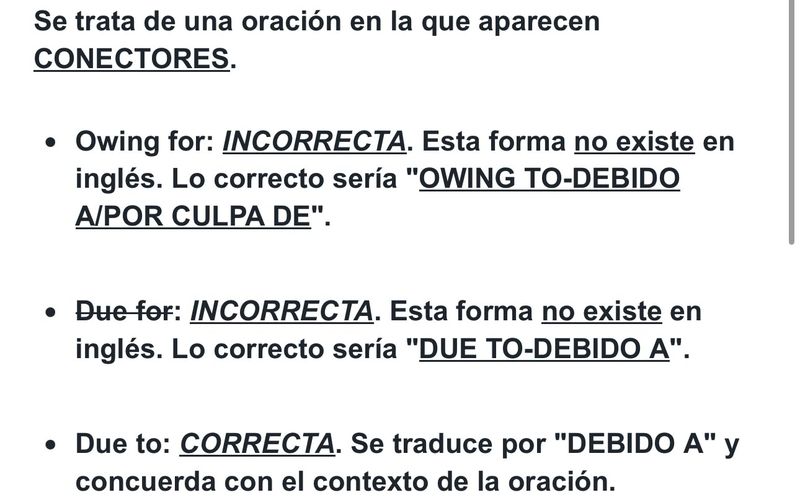 Se trata de una oración en la que aparecen
CONECTORES.
• Owing for: INCORRECTA. Esta forma no existe en
inglés. Lo correcto sería "OWING TO-DEBIDO
A/POR CULPA DE".
• Due for: INCORRECTA. Esta forma no existe en
inglés. Lo correcto sería "DUE TO-DEBIDO A".
• Due to: CORRECTA. Se traduce por "DEBIDO A" y
concuerda con el contexto de la oración.